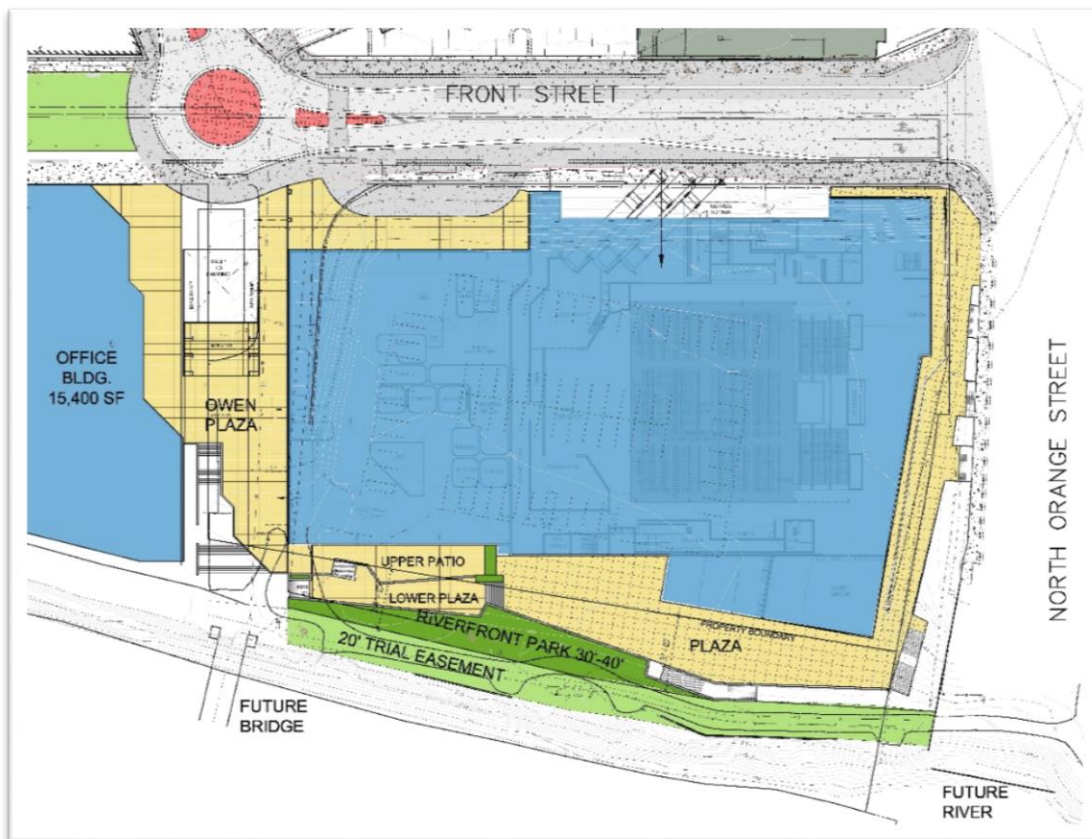 FRONT STREET
OFFICE
BLDG.
15,400 SF
OWEN
PLAZA
NORTH ORANGE STREET
UPPER PATIO
LOWER PLAZA
RIVERFRONT PARK 30'-40'
20' TRIAL EASEMENT
PROPERTY BOUNDARY
PLAZA
FUTURE
BRIDGE
FUTURE
RIVER